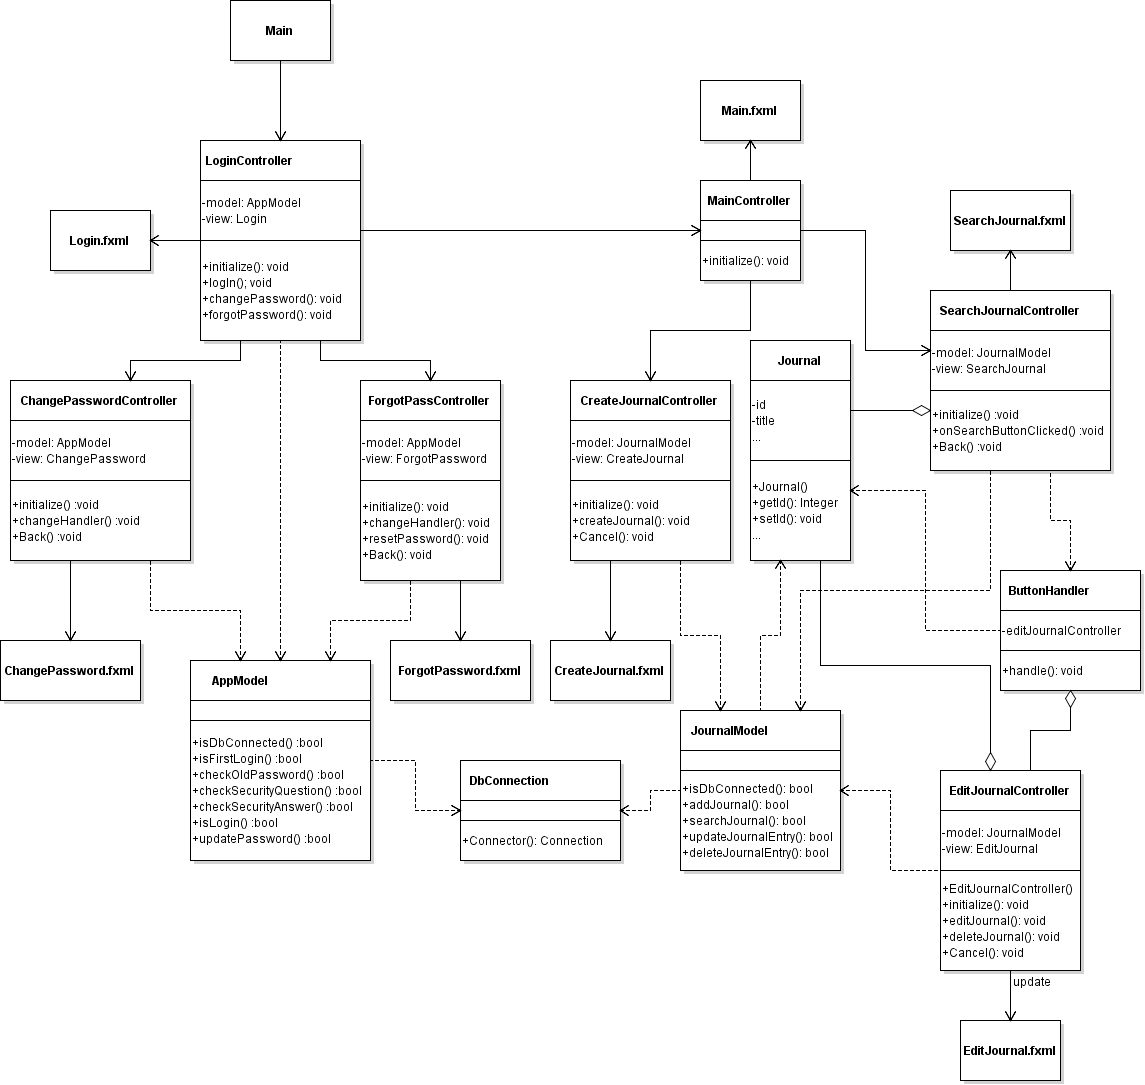 Main
Main.fxml
LoginController
-model: AppModel
-view: Login
+initialize(): void
+logIn(); void
+changePassword(): void
+forgotPassword(): void
Login.fxml
MainController
+initialize(): void
SearchJournal.fxml
SearchJournalController
-model: JournalModel
-view: SearchJournal
+initialize() :void
+onSearchButtonClicked() :void
+Back() :void
ChangePasswordController
-model: AppModel
-view: ChangePassword
+initialize() :void
+changeHandler() :void
+Back() :void
ForgotPassController
-model: AppModel
-view: ForgotPassword
+initialize(): void
+changeHandler(): void
+resetPassword(): void
+Back(): void
CreateJournalController
-model: JournalModel
-view: CreateJournal
+initialize(): void
+createJournal(): void
+Cancel(): void
Journal
-id
-title
...
+Journal()
+getId(): Integer
+setId(): void
...
ButtonHandler
-editJournalController
+handle(): void
ChangePassword.fxml
AppModel
+isDbConnected() :bool
+isFirstLogin() :bool
+checkOldPassword() :bool
+checkSecurityQuestion() :bool
+checkSecurityAnswer() :bool
+isLogin() :bool
+updatePassword() :bool
ForgotPassword.fxml
CreateJournal.fxml
DbConnection
+Connector(): Connection
JournalModel
+isDbConnected(): bool
+addJournal(): bool
+searchJournal(): bool
+updateJournalEntry(): bool
+deleteJournalEntry(): bool
EditJournalController
-model: JournalModel
-view: EditJournal
+EditJournalController()
+initialize(): void
+editJournal(): void
+deleteJournal(): void
+Cancel(): void
update
EditJournal.fxml